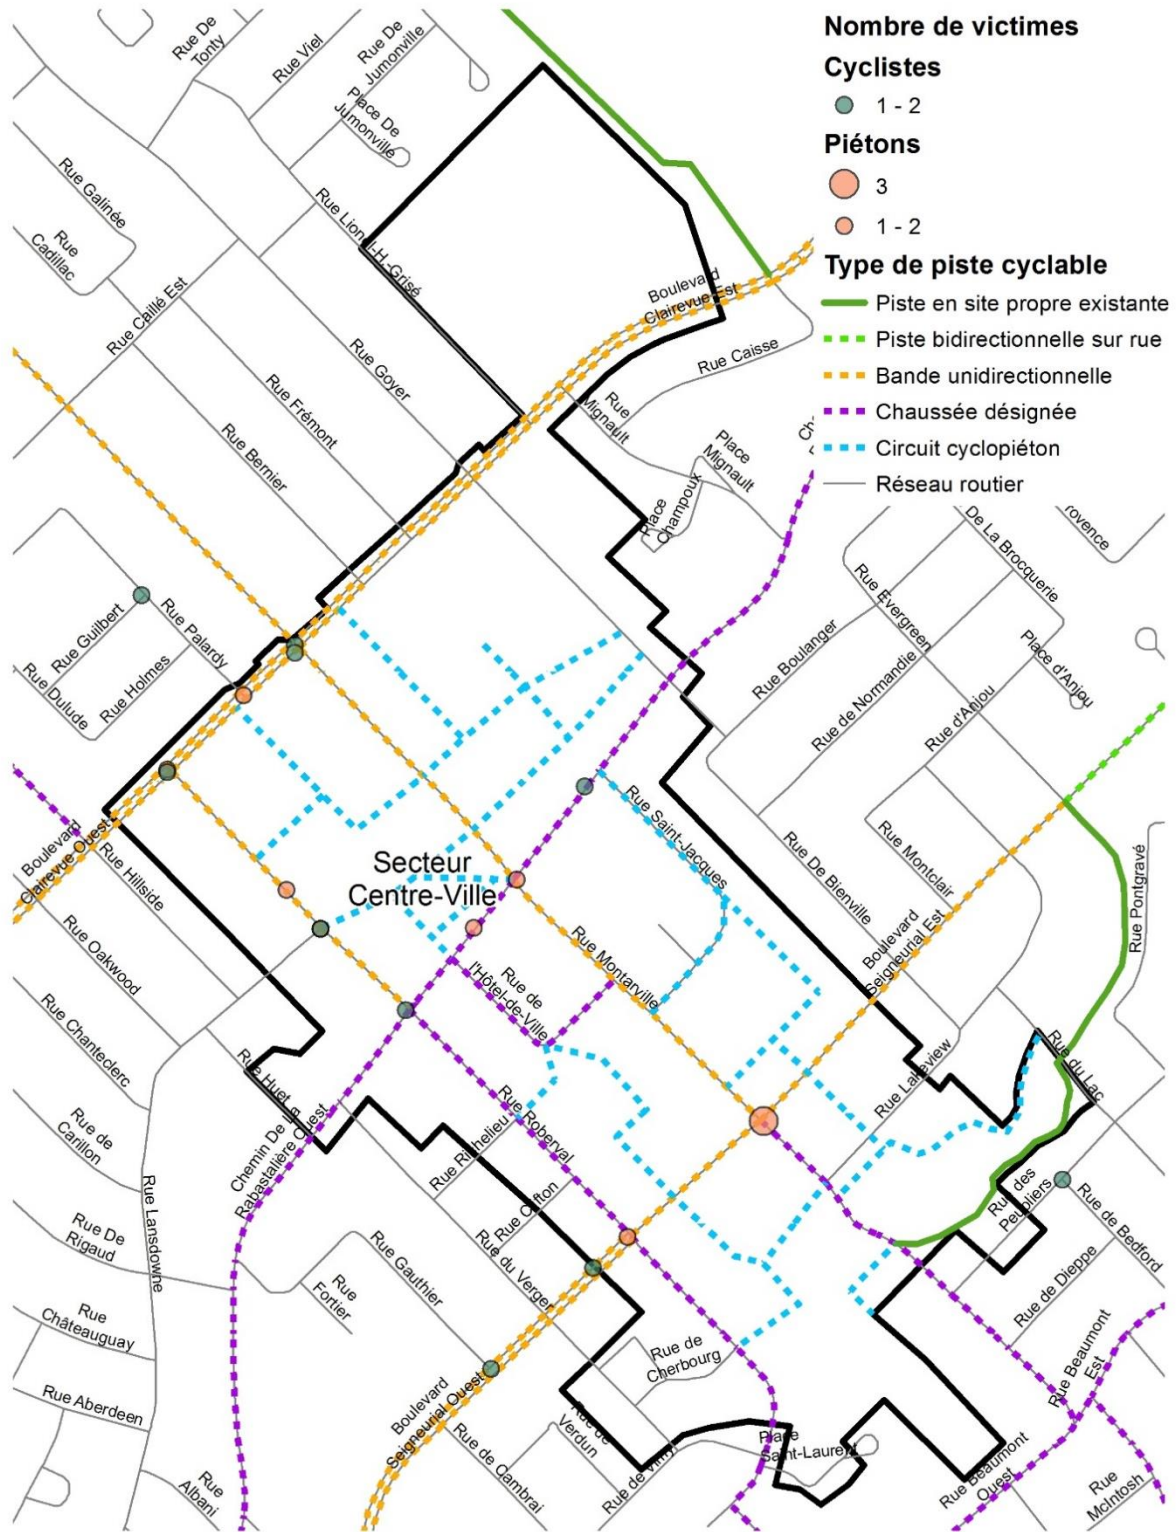 Nombre de victimes
Cyclistes
1 - 2
Piétons
3
1 - 2
Type de piste cyclable
Piste en site propre existante
Piste bidirectionnelle sur rue
Bande unidirectionnelle
Chaussée désignée
Circuit cyclopiéton
Réseau routier
Rue De
Tonty
Rue Viel
Rue De
Jumonville
Place De
Jumonville
Rue Galinée
Rue
Cadillac
Rue Lionel-H.-Grisé
Rue Caillé Est
Rue Goyer
Rue Frémont
Rue Bernier
Boulevard
Clairevue Est
Rue Caisse
Rue
Mignault
Place
Mignault
Place
Champoux
Ch
De La Brocquerie
rovence
Rue Evergreen
Rue Boulanger
Place d'Anjou
Rue de Normandie
Rue d'Anjou
Rue Guilbert
Rue Palardy
Rue Holmes
Rue Dulude
Rue Saint-Jacques
Rue De Bienville
Rue Montclair
Rue Pontgravé
Boulevard
Seigneurial Est
Boulevard
Clairevue Ouest
Rue Hillside
Secteur
Centre-Ville
Rue Oakwood
Rue Montarville
Rue de
l'Hôtel-de-Ville
Rue Chanteclerc
Rue Huet
Rue Lakeview
Rue du Lac
Rue de
Carillon
Chemin De La
Rabastalière Ouest
Rue Roberval
Rue Richelieu
Rue Clifton
Rue des
Peupliers
Rue de Bedford
Rue De
Rigaud
Rue Lansdowne
Rue du Verger
Rue Gauthier
Rue
Fortier
Rue de Dieppe
Rue
Châteauguay
Rue de
Cherbourg
Rue Beaumont
Est
Rue Aberdeen
Boulevard
Seigneurial Ouest
Rue de
Verdun
Rue de Cambrai
Rue de Vimy
Place
Saint-Laurent
Rue Beaumont
Ouest
Rue
McIntosh
Rue
Albani